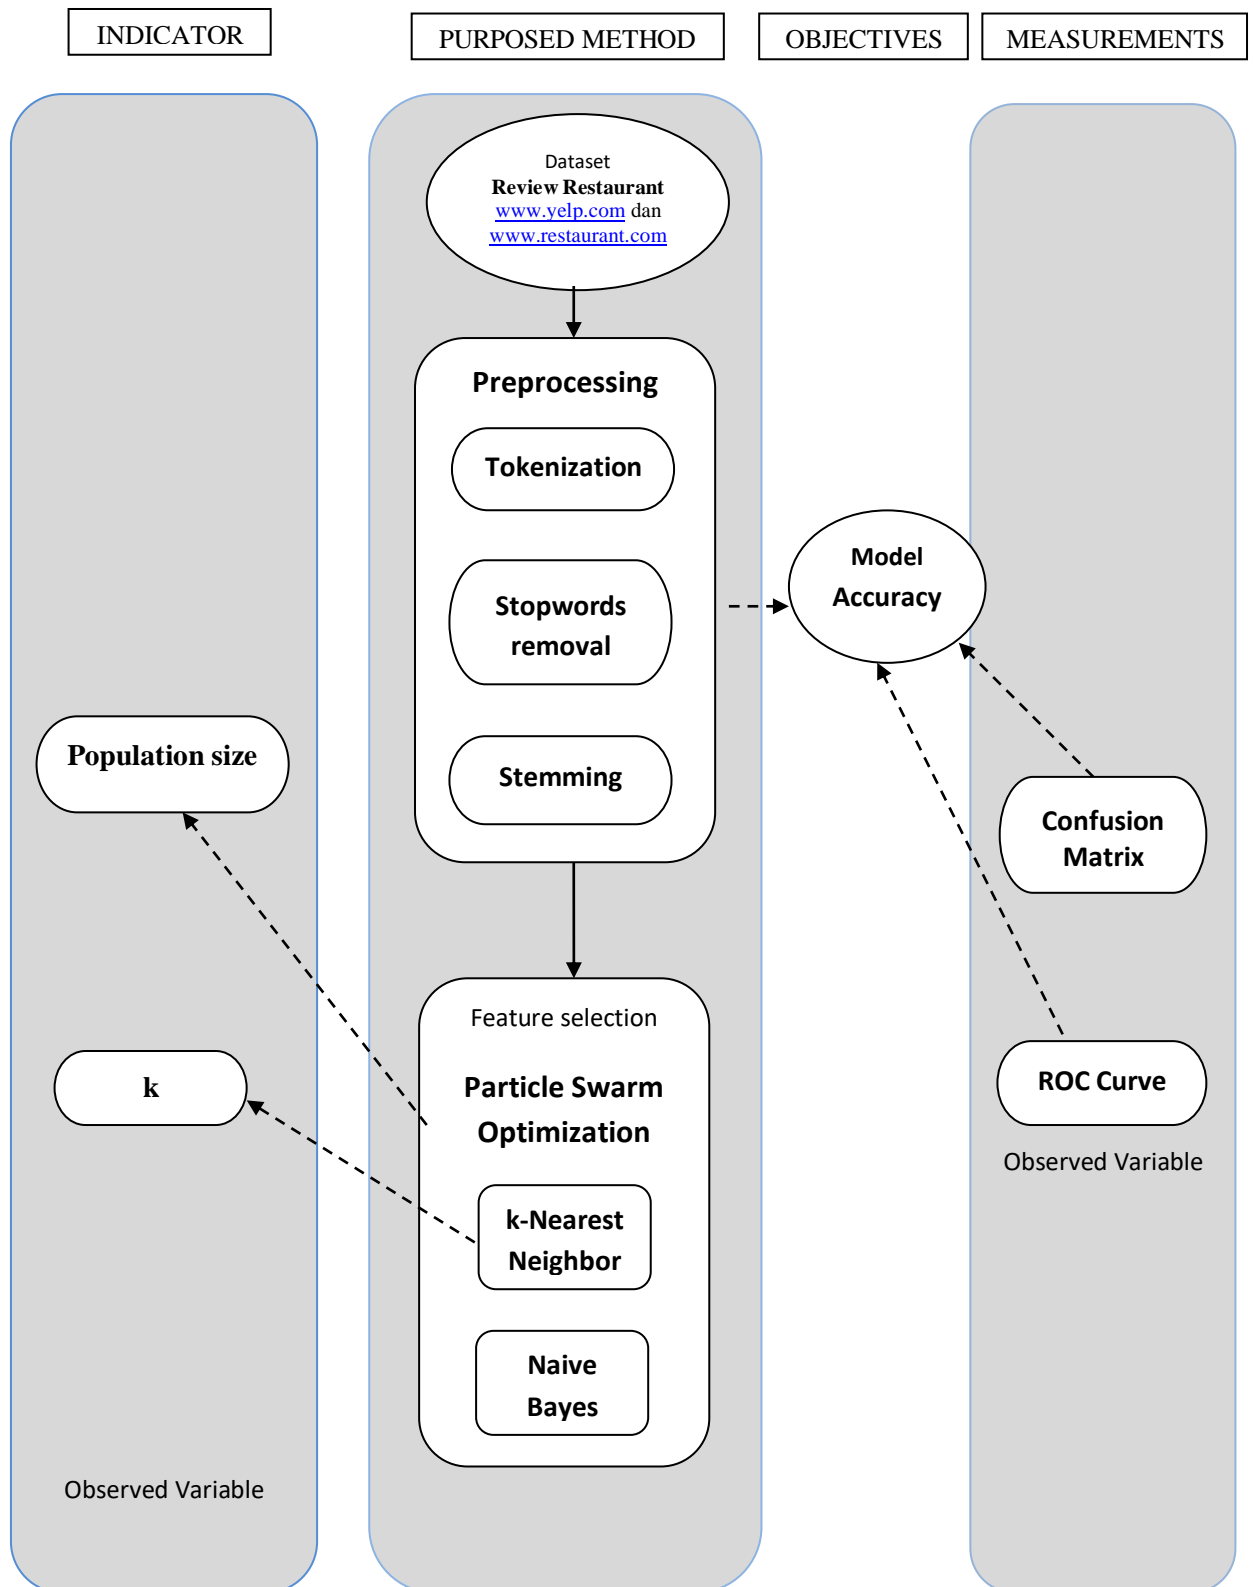 INDICATOR
PURPOSED METHOD
OBJECTIVES
MEASUREMENTS
Dataset
Review Restaurant
www.yelp.com dan
www.restaurant.com
Preprocessing
Tokenization
Stopwords
removal
Stemming
Model
Accuracy
Population size
Confusion
Matrix
Feature selection
Particle Swarm
Optimization
k
ROC Curve
Observed Variable
k-Nearest
Neighbor
Naive
Bayes
Observed Variable